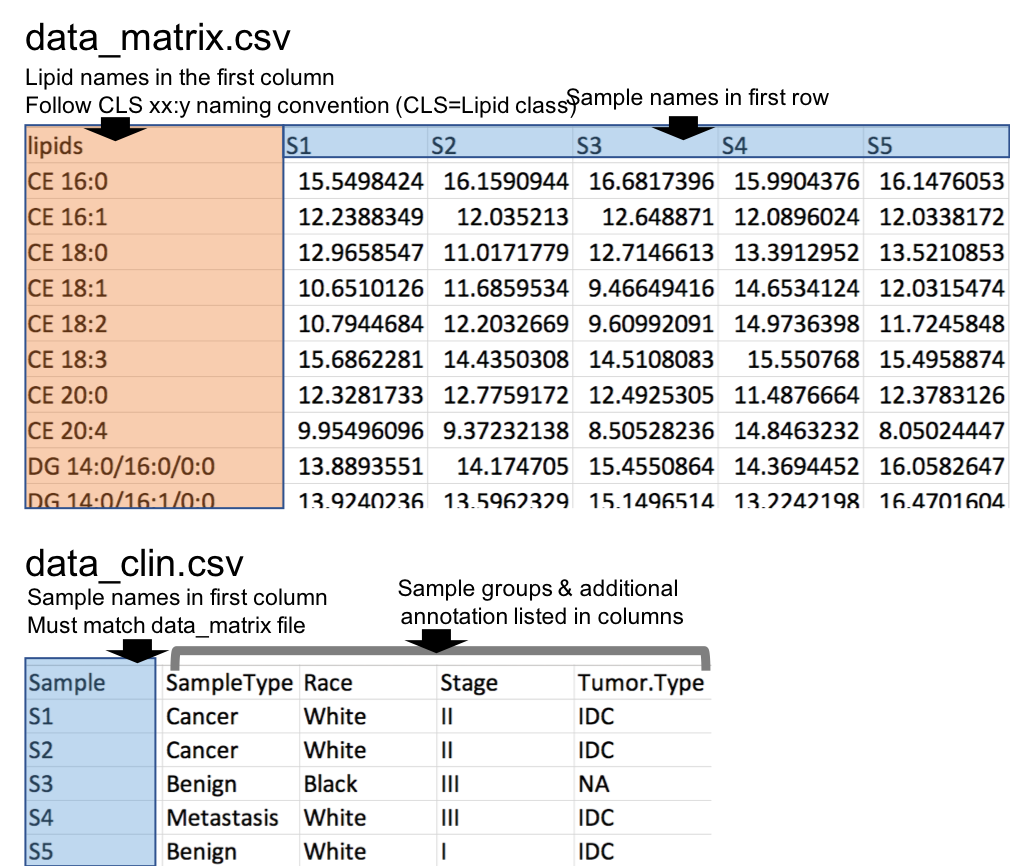 data_matrix.csv
Lipid names in the first column
Follow CLS xx:y naming convention (CLS=Lipid class)
Sample names in first row
lipids S1 S2 S3 S4 S5
CE 16:0 15.5498424 16.1590944 16.6817396 15.9904376 16.1476053
CE 16:1 12.2388349 12.035213 12.648871 12.0896024 12.0338172
CE 18:0 12.9658547 11.0171779 12.7146613 13.3912952 13.5210853
CE 18:1 10.6510126 11.6859534 9.46649416 14.6534124 12.0315474
CE 18:2 10.7944684 12.2032669 9.60992091 14.9736398 11.7245848
CE 18:3 15.6862281 14.4350308 14.5108083 15.550768 15.4958874
CE 20:0 12.3281733 12.7759172 12.4925305 11.4876664 12.3783126
CE 20:4 9.95496096 9.37232138 8.50528236 14.8463232 8.05024447
DG 14:0/16:0/0:0 13.8893551 14.174705 15.4550864 14.3694452 16.0582647
DG 14:0/16:1/0:0 13.9240236 13.5962329 15.1496514 13.2242198 16.4701604
data_clin.csv
Sample names in first column
Must match data_matrix file
Sample groups & additional
annotation listed in columns
Sample SampleType Race Stage Tumor.Type
S1 Cancer White II IDC
S2 Cancer White II IDC
S3 Benign Black III NA
S4 Metastasis White III IDC
S5 Benign White I IDC